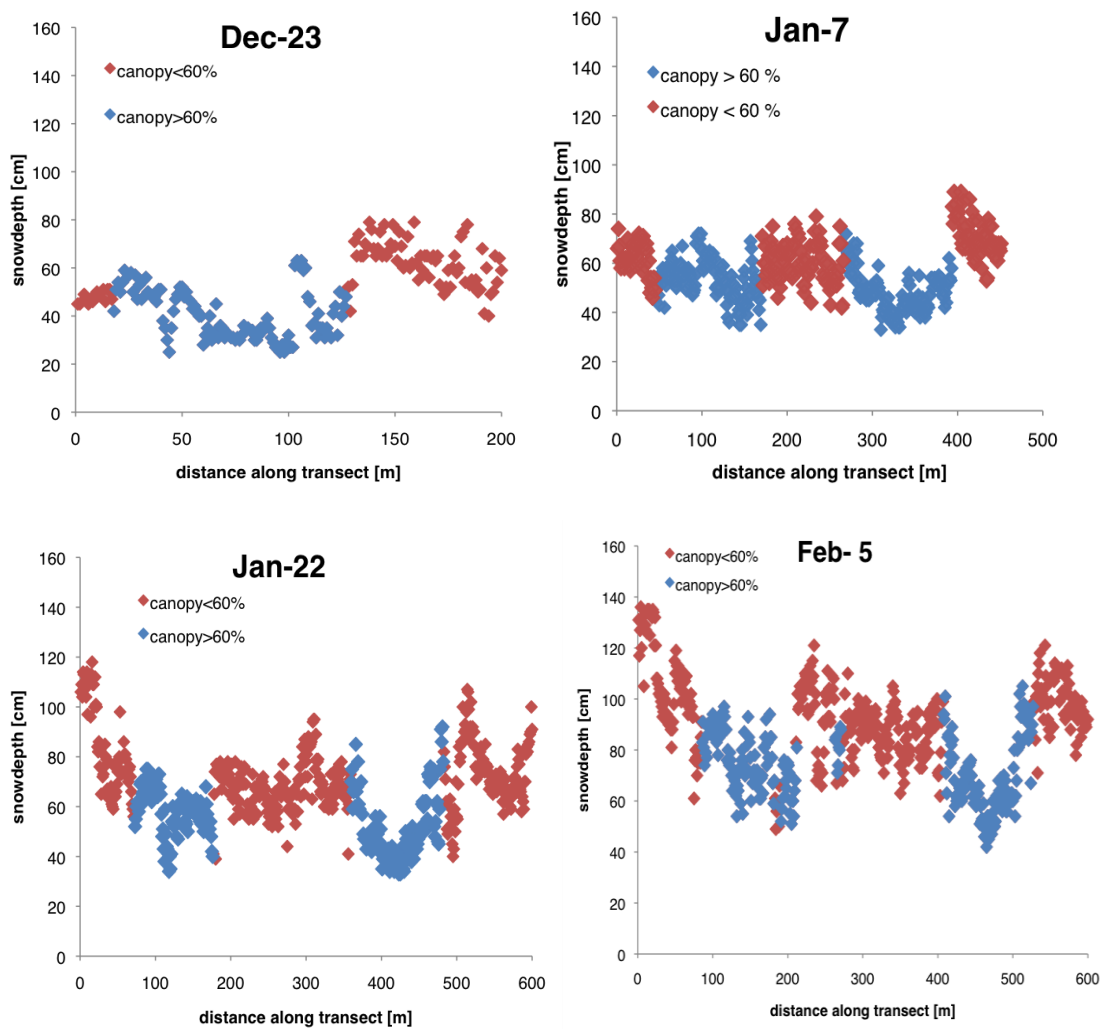 Dec-23
canopy<60%
canopy>60%
160
140
120
100
80
60
40
20
0
snowdepth [cm]
0 50 100 150 200
distance along transect [m]
Jan-7
canopy > 60 %
canopy < 60 %
160
140
120
100
80
60
40
20
0
snowdepth [cm]
0 100 200 300 400 500
distance along transect [m]
Jan-22
canopy<60%
canopy>60%
160
140
120
100
80
60
40
20
0
snowdepth [cm]
0 100 200 300 400 500 600
distance along transect [m]
Feb- 5
canopy<60%
canopy>60%
160
140
120
100
80
60
40
20
0
snowdepth [cm]
0 100 200 300 400 500 600
distance along transect [m]